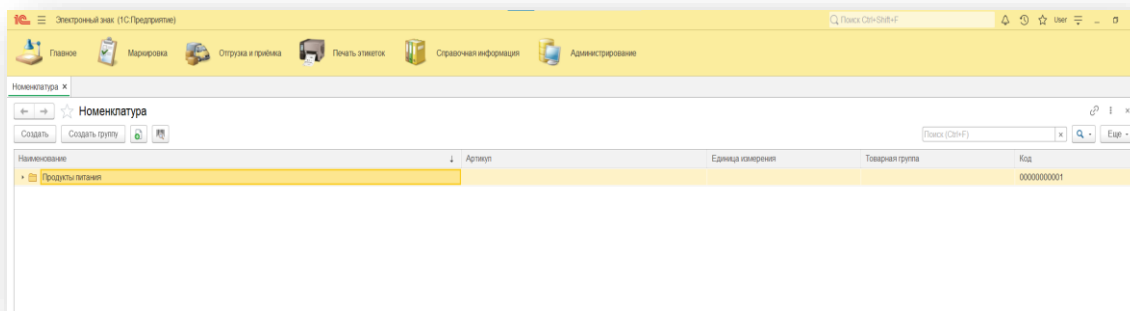 1С Электронный знак (1С:Предприятие) Поиск Ctrl+Shift+F User
Главное Маркировка Отгрузка и приёмка Печать этикеток Справочная информация Администрирование
Номенклатура ×
Номенклатура
Создать Создать группу Поиск (Ctrl+F) × Еще
Наименование ↓ Артикул Единица измерения Товарная группа Код
Продукты питания 00000000001